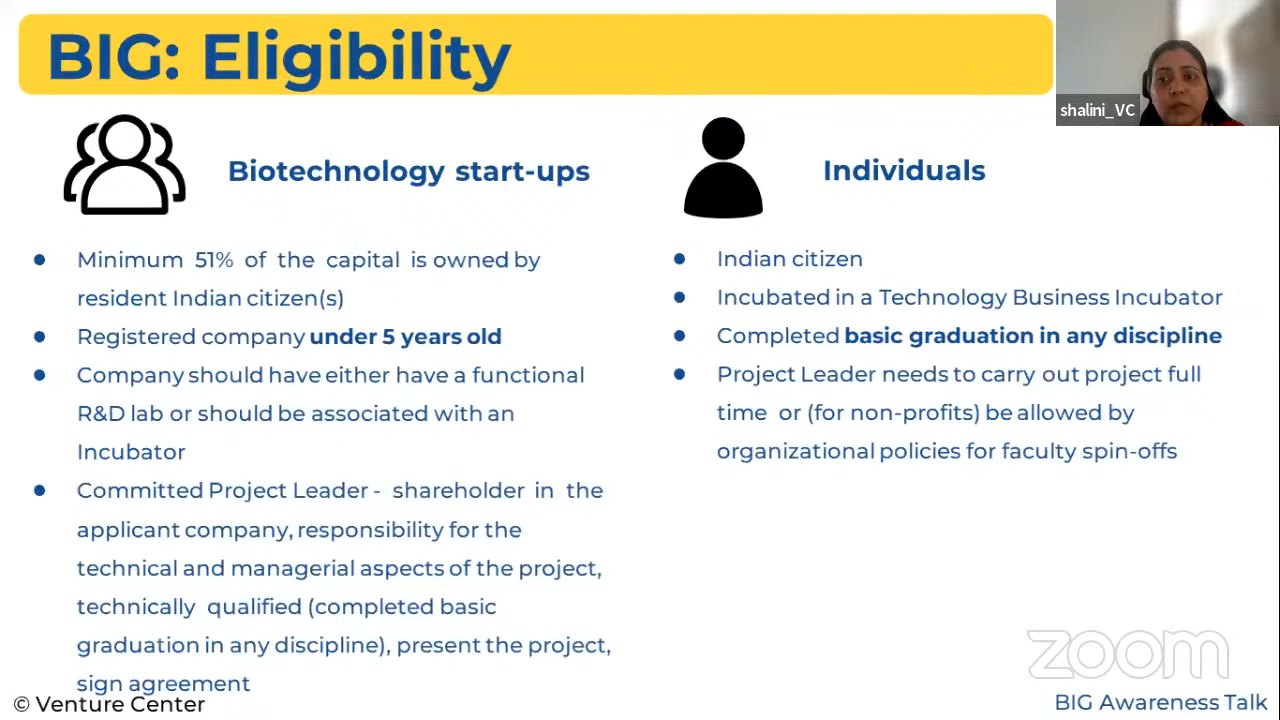 BIG: Eligibility
shalini_VC
Biotechnology start-ups
• Minimum 51% of the capital is owned by
resident Indian citizen(s)
• Registered company under 5 years old
• Company should have either have a functional
R&D lab or should be associated with an
Incubator
• Committed Project Leader - shareholder in the
applicant company, responsibility for the
technical and managerial aspects of the project,
technically qualified (completed basic
graduation in any discipline), present the project,
sign agreement
Individuals
• Indian citizen
• Incubated in a Technology Business Incubator
• Completed basic graduation in any discipline
• Project Leader needs to carry out project full
time or (for non-profits) be allowed by
organizational policies for faculty spin-offs
zoom
© Venture Center
BIG Awareness Talk